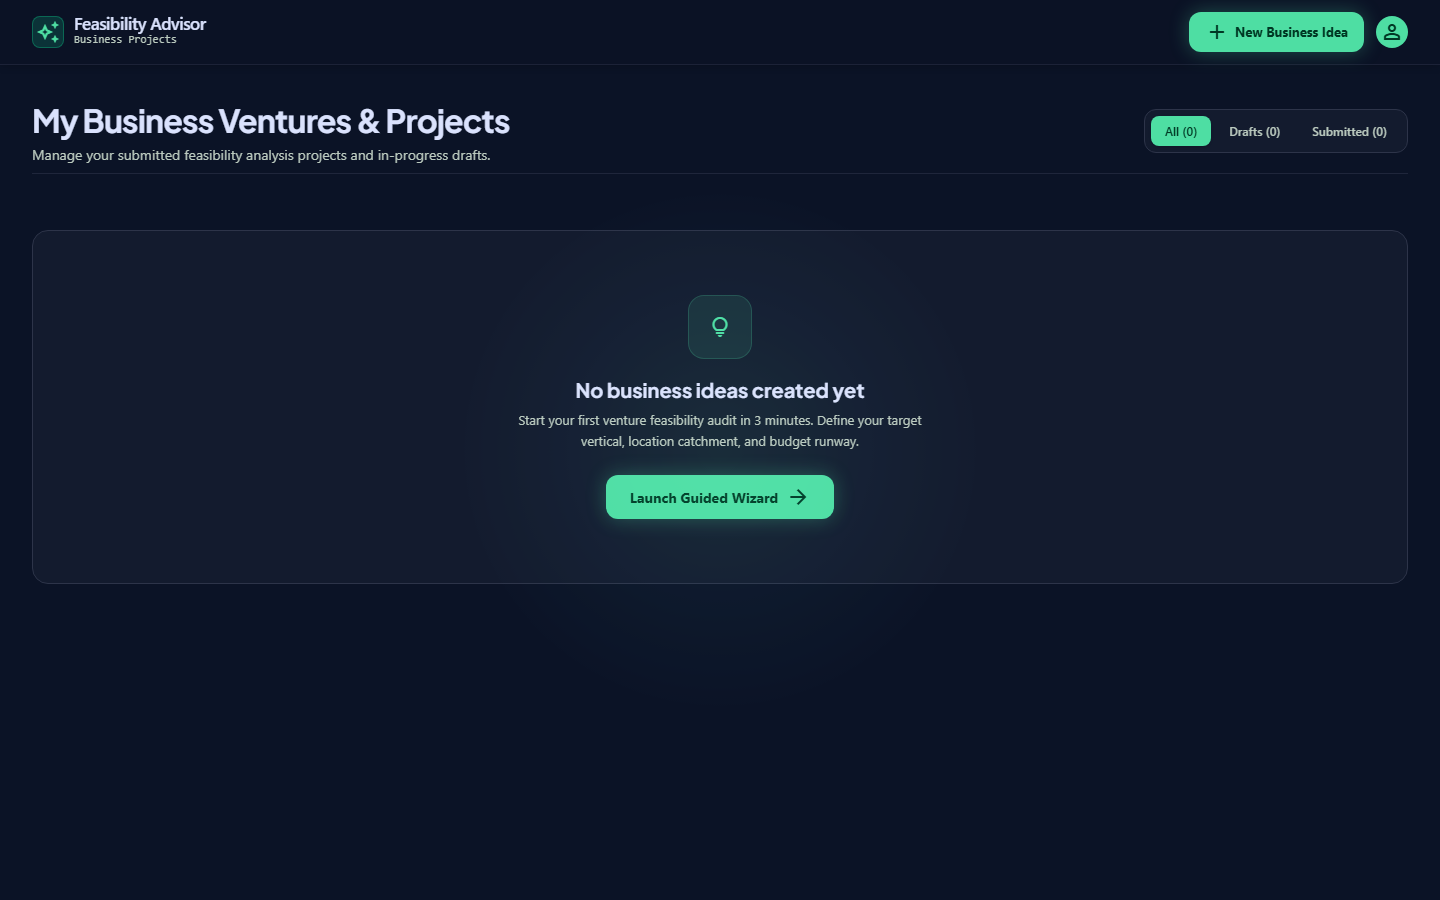 Feasibility Advisor
Business Projects
New Business Idea
My Business Ventures & Projects
Manage your submitted feasibility analysis projects and in-progress drafts.
All (0)
Drafts (0)
Submitted (0)
No business ideas created yet
Start your first venture feasibility audit in 3 minutes. Define your target
vertical, location catchment, and budget runway.
Launch Guided Wizard